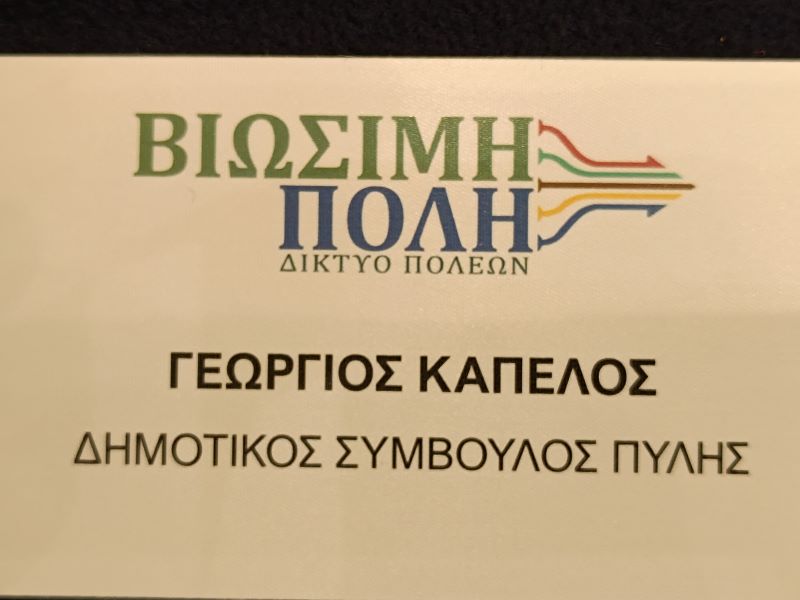 ΒΙΩΣΙΜΗ
ΠΟΛΗ
ΔΙΚΤΥΟ ΠΟΛΕΩΝ
ΓΕΩΡΓΙΟΣ ΚΑΠΕΛΟΣ
ΔΗΜΟΤΙΚΟΣ ΣΥΜΒΟΥΛΟΣ ΠΥΛΗΣ